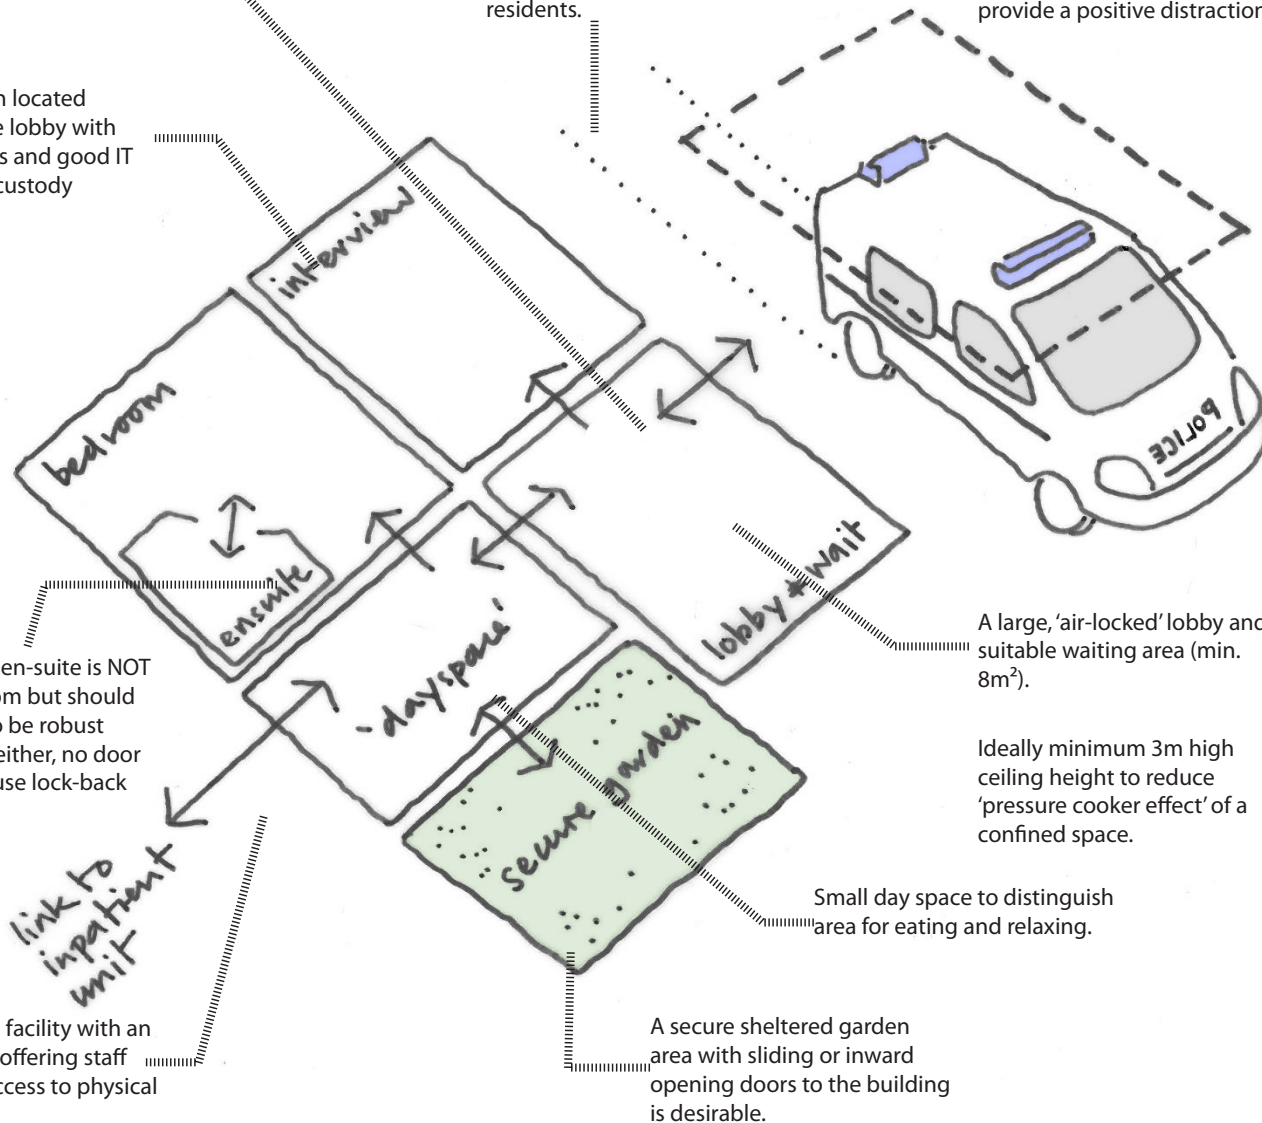 residents.
provide a positive distraction
n located
e lobby with
s and good IT
custody
interview
bedroom
POLICE
ensuite
lobby + wait
dayspace
secure garden
A large, ‘air-locked’ lobby and
suitable waiting area (min.
8m²).
Ideally minimum 3m high
ceiling height to reduce
‘pressure cooker effect’ of a
confined space.
en-suite is NOT
om but should
o be robust
either, no door
use lock-back
Small day space to distinguish
area for eating and relaxing.
link to
inpatient
unit
facility with an
offering staff
ccess to physical
A secure sheltered garden
area with sliding or inward
opening doors to the building
is desirable.